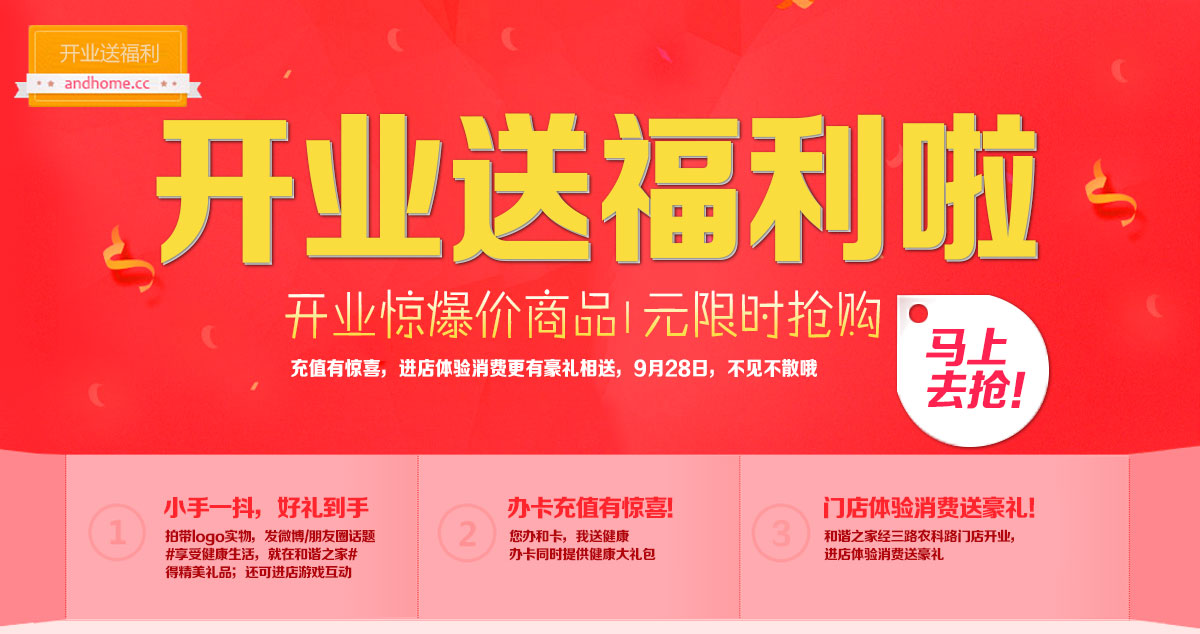 开业送福利
andhome.cc
开业送福利啦
开业惊爆价商品1元限时抢购
充值有惊喜，进店体验消费更有豪礼相送，9月28日，不见不散哦
马上
去抢！
1
小手一抖，好礼到手
拍带logo实物，发微博/朋友圈话题
#享受健康生活，就在和谐之家#
得精美礼品；还可进店游戏互动
2
办卡充值有惊喜！
您办和卡，我送健康
办卡同时提供健康大礼包
3
门店体验消费送豪礼！
和谐之家经三路农科路门店开业，
进店体验消费送豪礼